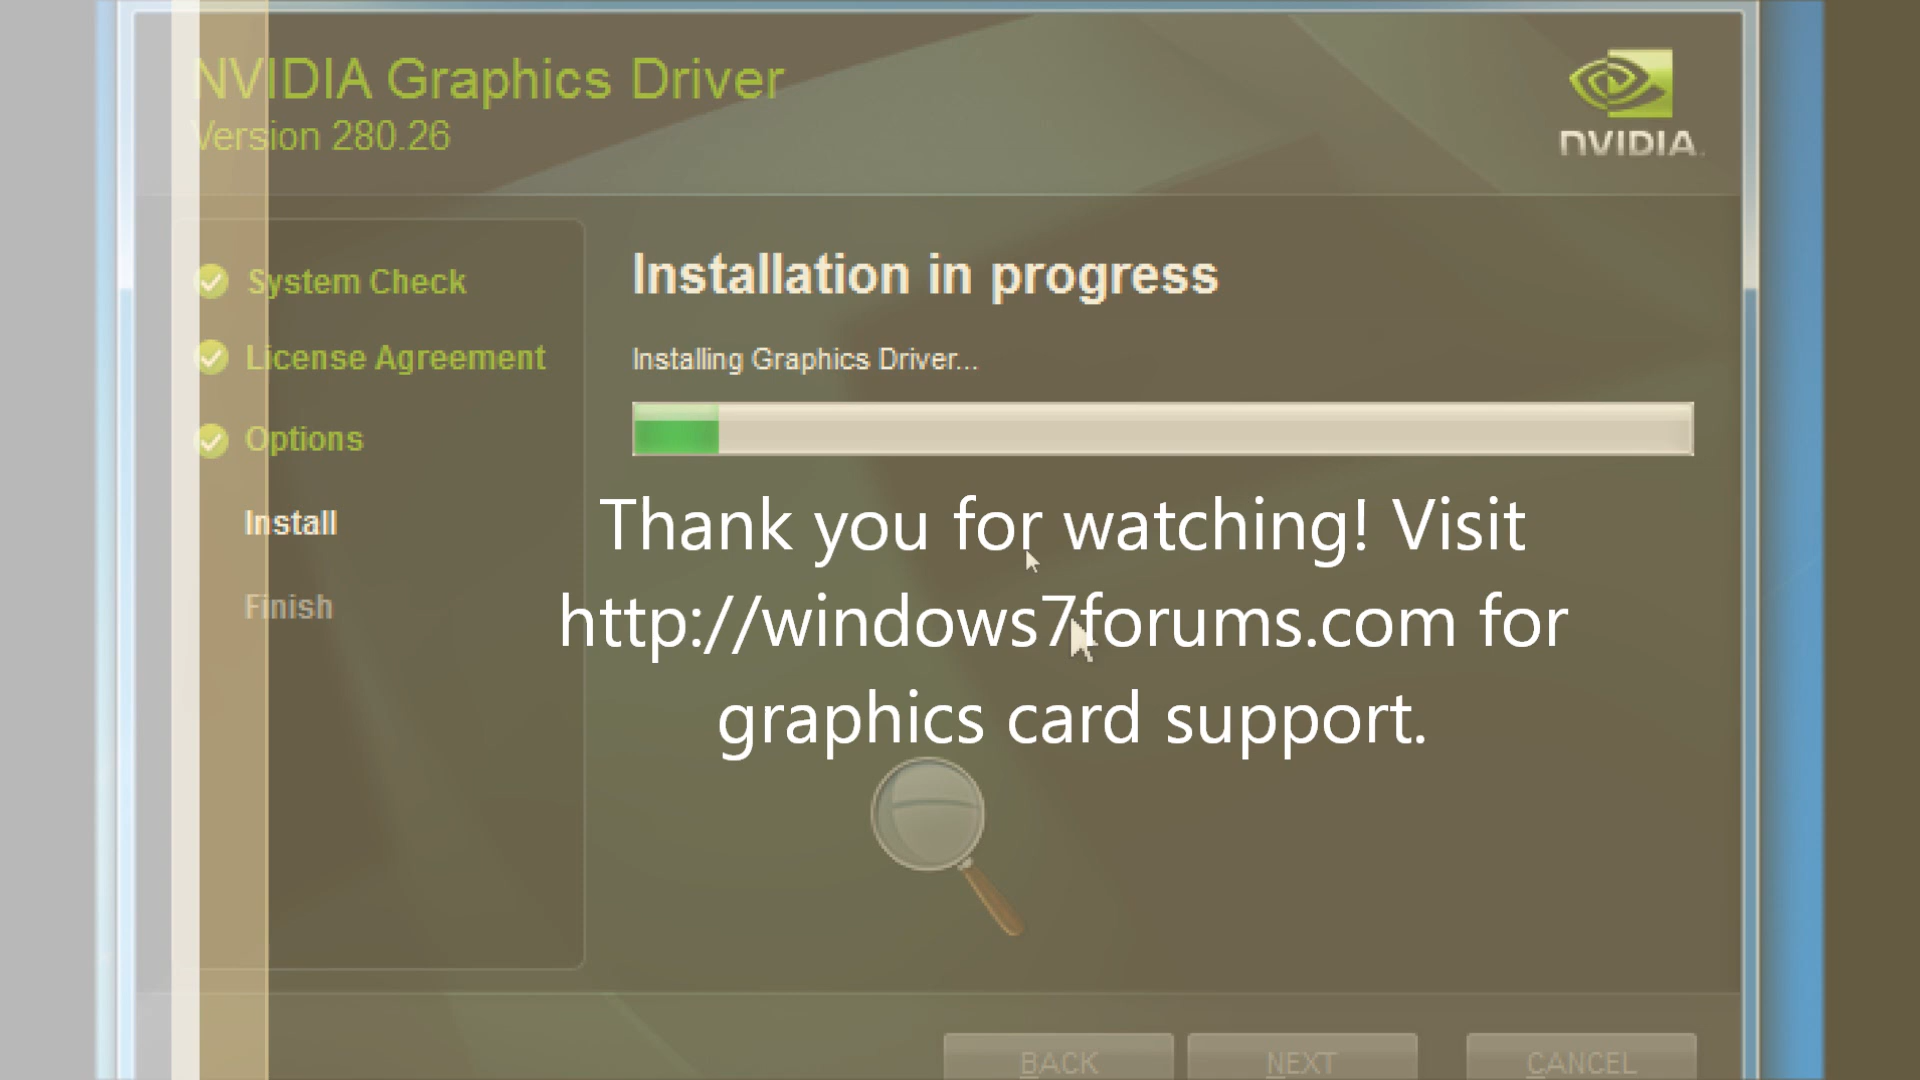 NVIDIA Graphics Driver
Version 280.26
nVIDIA.
System Check
License Agreement
Options
Install
Finish
Installation in progress
Installing Graphics Driver...
Thank you for watching! Visit
http://windows7forums.com for
graphics card support.
BACK
NEXT
CANCEL